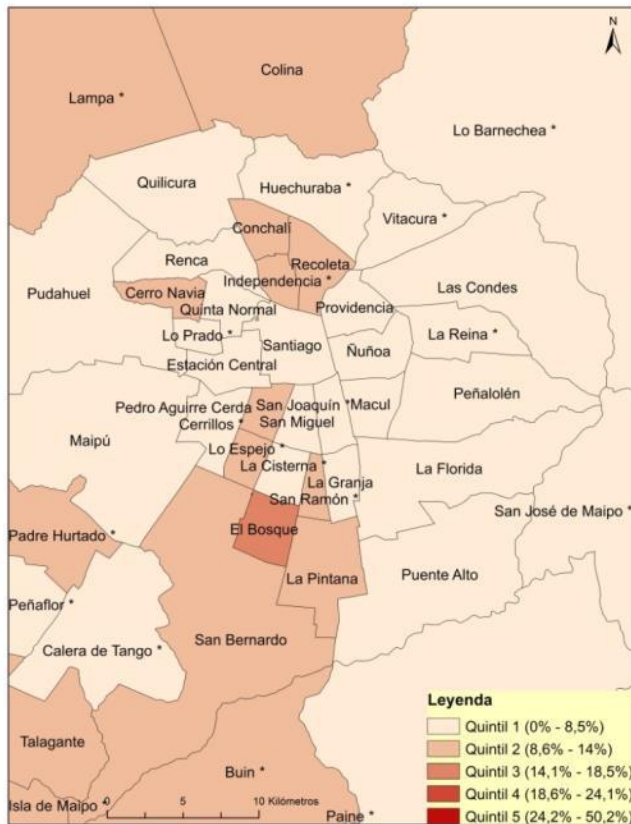 N
Colina
Lampa *
Lo Barnechea *
Quilicura
Huechuraba *
Vitacura *
Conchalí
Renca
Recoleta
Independencia *
Las Condes
Pudahuel
Cerro Navia
Quinta Normal
Providencia
Lo Prado *
La Reina *
Santiago
Ñuñoa
Estación Central
Peñalolén
Pedro Aguirre Cerda
San Joaquín * Macul
Cerrillos *
San Miguel
Maipú
Lo Espejo *
La Cisterna *
La Granja
La Florida
San Ramón *
San José de Maipo *
El Bosque
Padre Hurtado *
La Pintana
Puente Alto
Peñaflor *
San Bernardo
Calera de Tango *
Talagante
Buin *
Isla de Maipo *
Paine *
0 5 10 Kilómetros
Leyenda
Quintil 1 (0% - 8,5%)
Quintil 2 (8,6% - 14%)
Quintil 3 (14,1% - 18,5%)
Quintil 4 (18,6% - 24,1%)
Quintil 5 (24,2% - 50,2%)